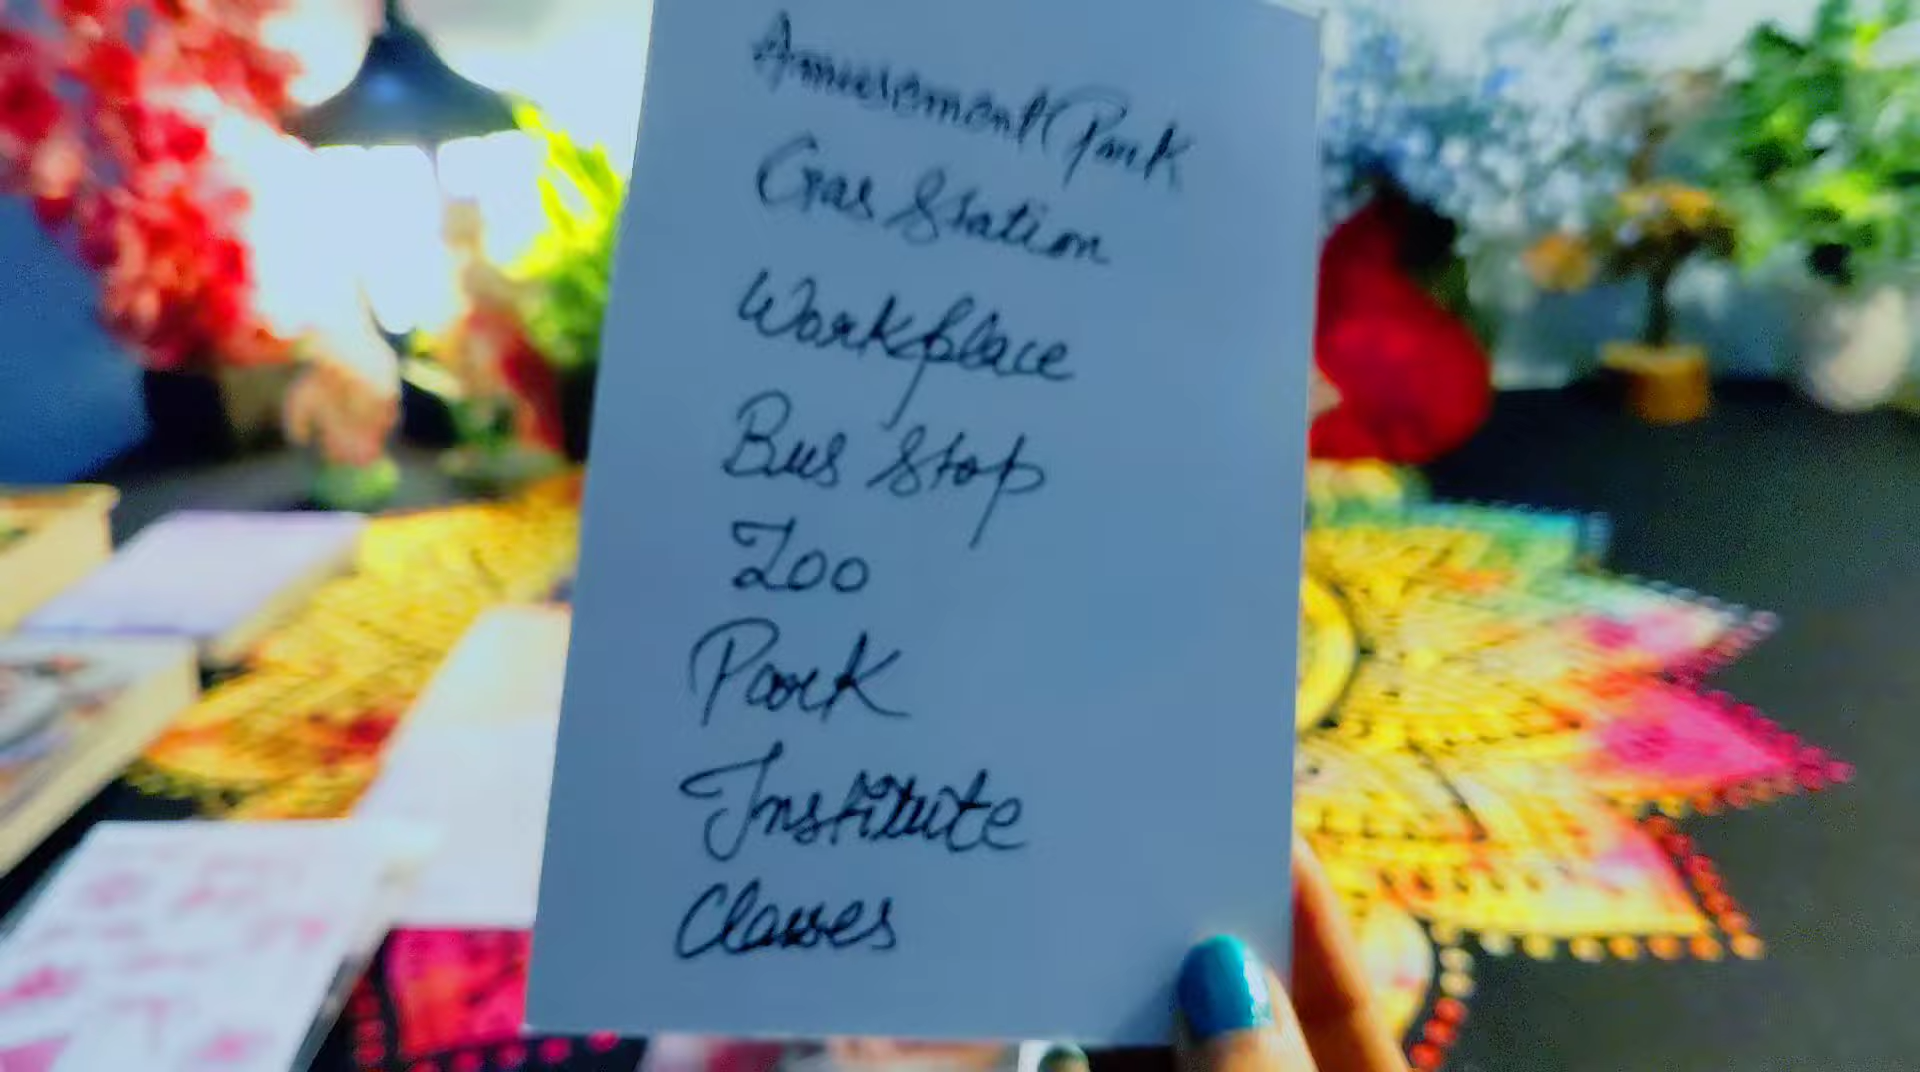 Amusement Park
Gas Station
Workplace
Bus Stop
Zoo
Park
Institute
Classes